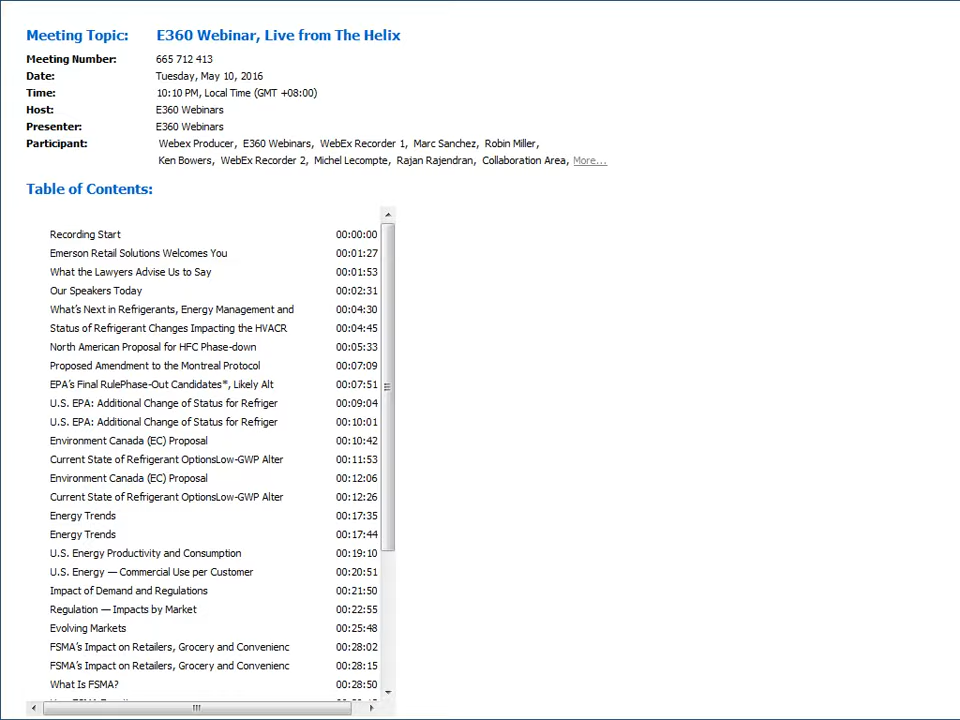 Meeting Topic: E360 Webinar, Live from The Helix
Meeting Number: 665 712 413
Date: Tuesday, May 10, 2016
Time: 10:10 PM, Local Time (GMT +08:00)
Host: E360 Webinars
Presenter: E360 Webinars
Participant: Webex Producer, E360 Webinars, WebEx Recorder 1, Marc Sanchez, Robin Miller,
Ken Bowers, WebEx Recorder 2, Michel Lecompte, Rajan Rajendran, Collaboration Area, More...
Table of Contents:
Recording Start 00:00:00
Emerson Retail Solutions Welcomes You 00:01:27
What the Lawyers Advise Us to Say 00:01:53
Our Speakers Today 00:02:31
What's Next in Refrigerants, Energy Management and 00:04:30
Status of Refrigerant Changes Impacting the HVACR 00:04:45
North American Proposal for HFC Phase-down 00:05:33
Proposed Amendment to the Montreal Protocol 00:07:09
EPA's Final RulePhase-Out Candidates*, Likely Alt 00:07:51
U.S. EPA: Additional Change of Status for Refriger 00:09:04
U.S. EPA: Additional Change of Status for Refriger 00:10:01
Environment Canada (EC) Proposal 00:10:42
Current State of Refrigerant OptionsLow-GWP Alter 00:11:53
Environment Canada (EC) Proposal 00:12:06
Current State of Refrigerant OptionsLow-GWP Alter 00:12:26
Energy Trends 00:17:35
Energy Trends 00:17:44
U.S. Energy Productivity and Consumption 00:19:10
U.S. Energy — Commercial Use per Customer 00:20:51
Impact of Demand and Regulations 00:21:50
Regulation — Impacts by Market 00:22:55
Evolving Markets 00:25:48
FSMA's Impact on Retailers, Grocery and Convenienc 00:28:02
FSMA's Impact on Retailers, Grocery and Convenienc 00:28:15
What Is FSMA? 00:28:50